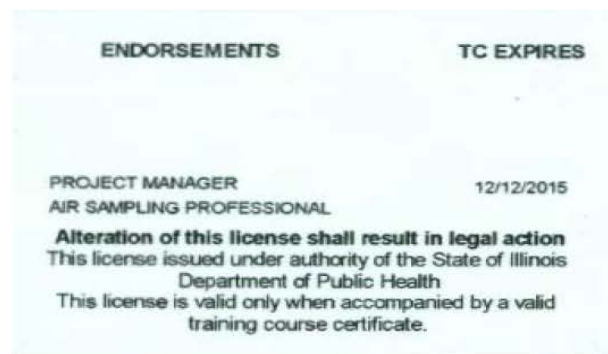 ENDORSEMENTS TC EXPIRES
PROJECT MANAGER 12/12/2015
AIR SAMPLING PROFESSIONAL
Alteration of this license shall result in legal action
This license issued under authority of the State of Illinois
Department of Public Health
This license is valid only when accompanied by a valid
training course certificate.